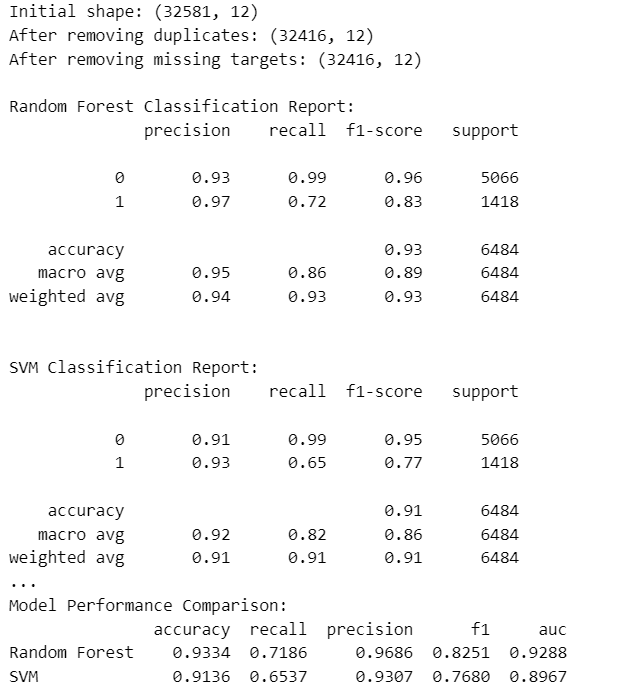 Initial shape: (32581, 12)
After removing duplicates: (32416, 12)
After removing missing targets: (32416, 12)
Random Forest Classification Report:
precision recall f1-score support
0 0.93 0.99 0.96 5066
1 0.97 0.72 0.83 1418
accuracy 0.93 6484
macro avg 0.95 0.86 0.89 6484
weighted avg 0.94 0.93 0.93 6484
SVM Classification Report:
precision recall f1-score support
0 0.91 0.99 0.95 5066
1 0.93 0.65 0.77 1418
accuracy 0.91 6484
macro avg 0.92 0.82 0.86 6484
weighted avg 0.91 0.91 0.91 6484
...
Model Performance Comparison:
accuracy recall precision f1 auc
Random Forest 0.9334 0.7186 0.9686 0.8251 0.9288
SVM 0.9136 0.6537 0.9307 0.7680 0.8967